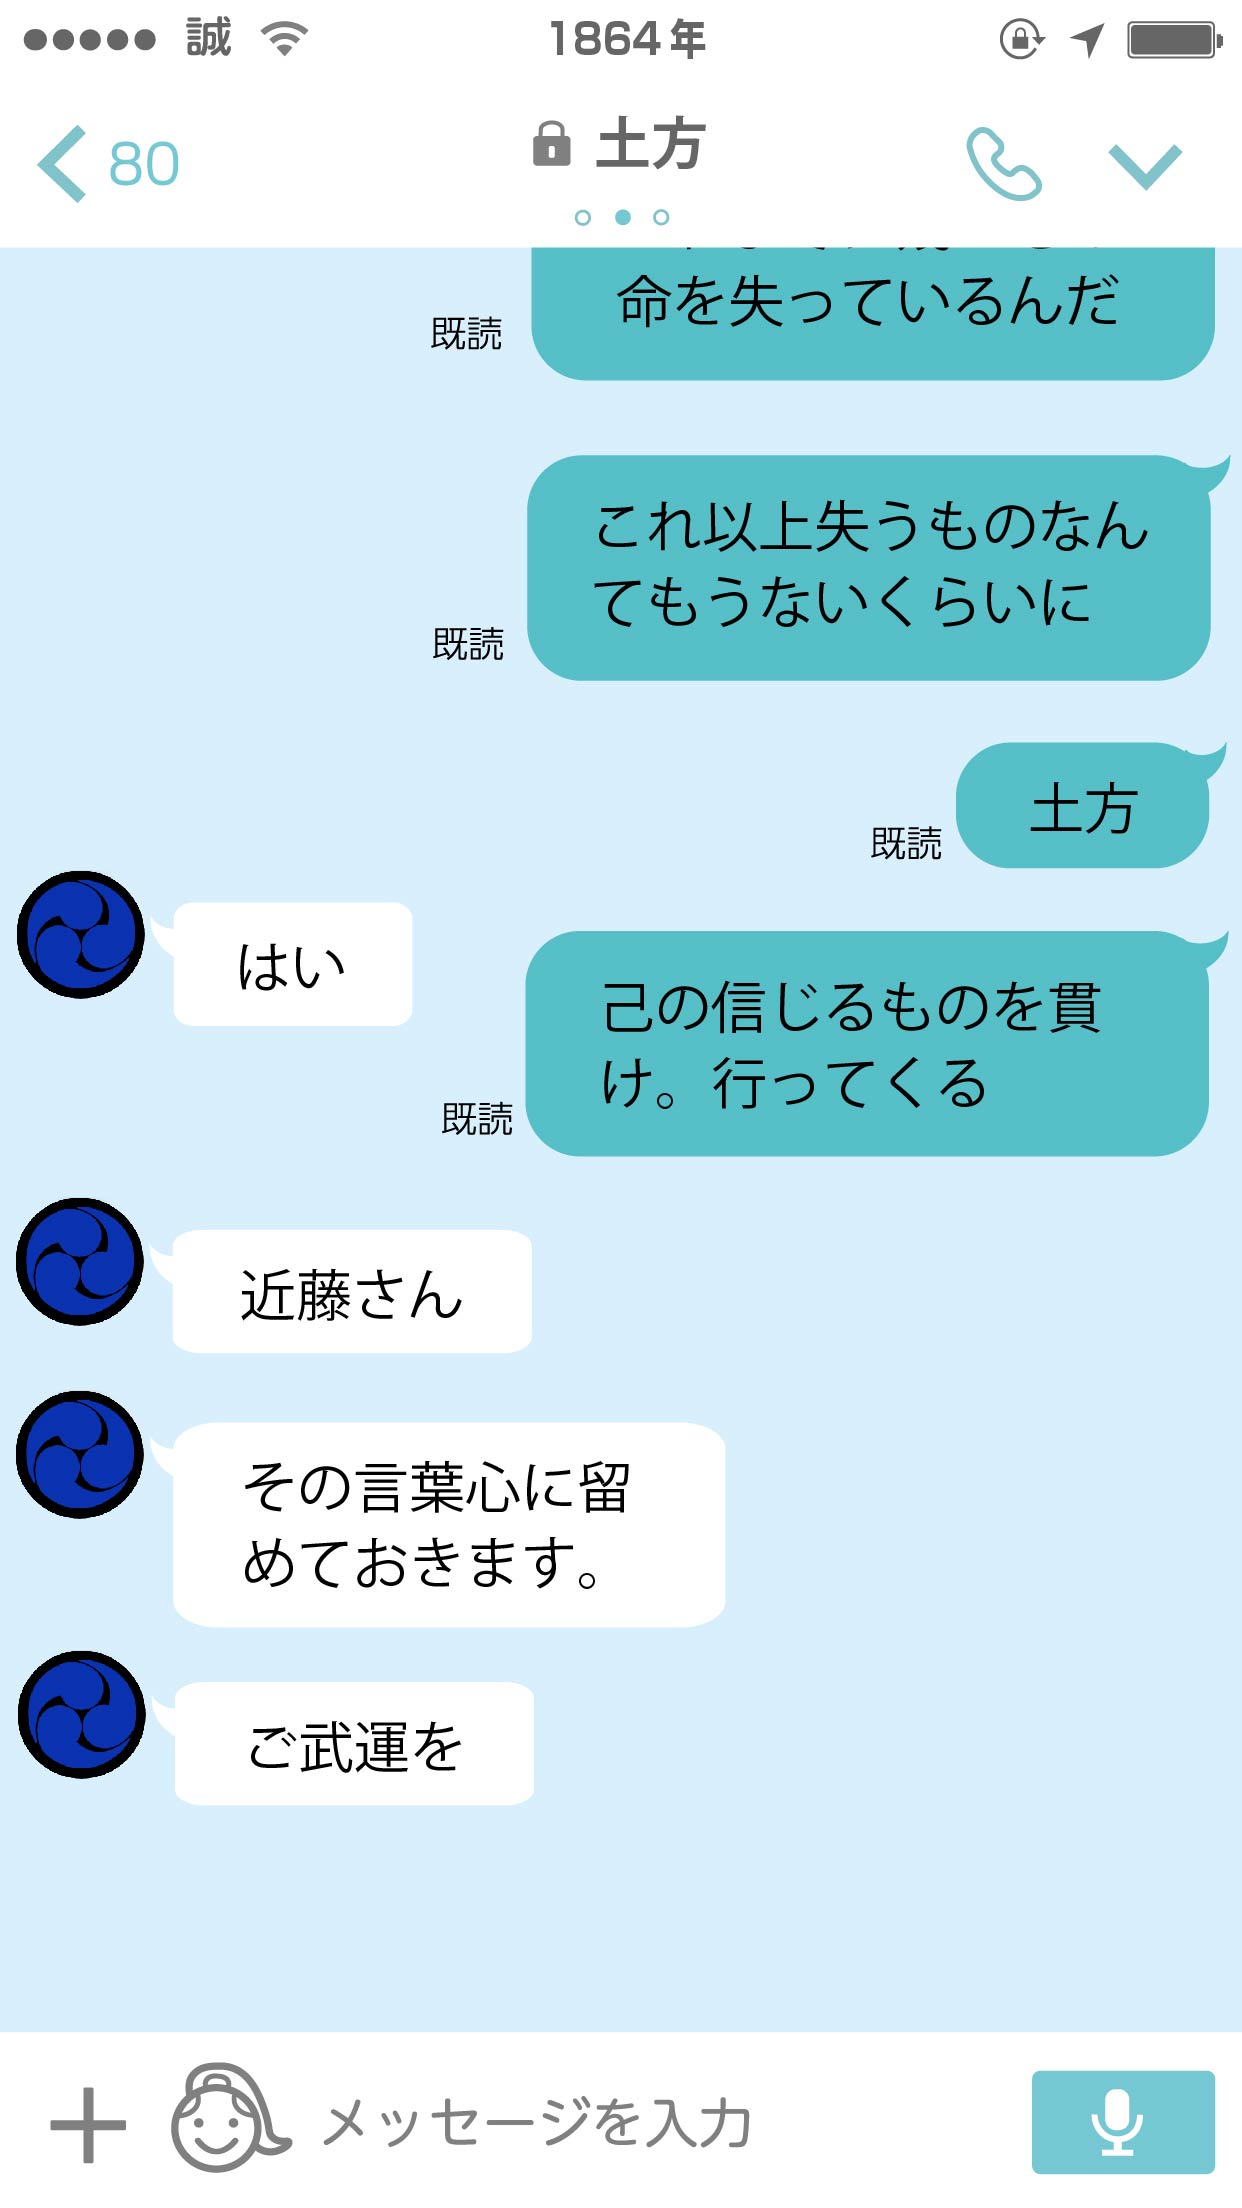 誠 1864年
80 土方
命を失っているんだ
既読
これ以上失うものなん
てもうないくらいに
既読
土方
既読
はい
己の信じるものを貫
け。行ってくる
既読
近藤さん
その言葉心に留
めておきます。
ご武運を
メッセージを入力